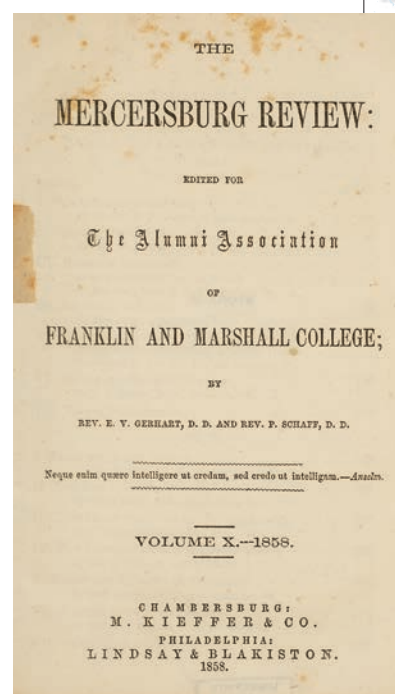 THE
MERCERSBURG REVIEW:
EDITED FOR
The Alumni Association
OF
FRANKLIN AND MARSHALL COLLEGE;
BY
REV. E. V. GERHART, D. D. AND REV. P. SCHAFF, D. D.
Neque enim quære intelligere ut credam, sed credo ut intelligam.—Anselm.
VOLUME X.—1858.
CHAMBERSBURG:
M. KIEFFER & CO.
PHILADELPHIA:
LINDSAY & BLAKISTON.
1858.